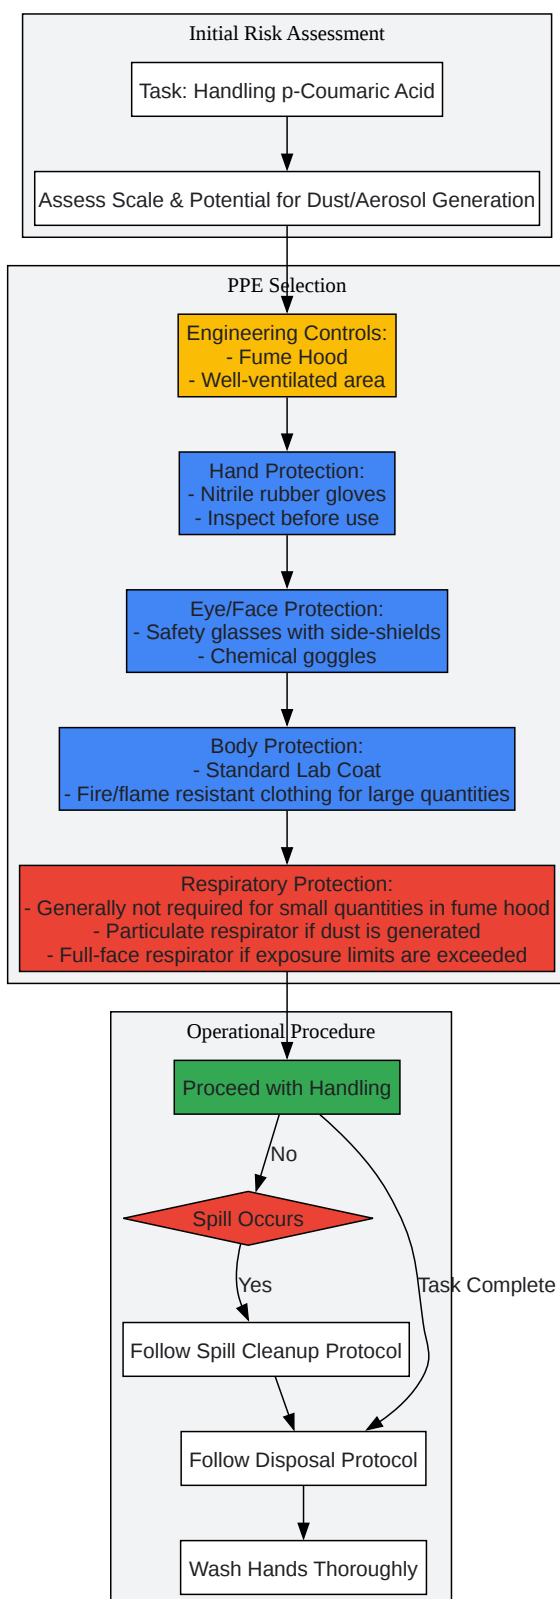 Initial Risk Assessment
Task: Handling p-Coumaric Acid
Assess Scale & Potential for Dust/Aerosol Generation
PPE Selection
Engineering Controls:
- Fume Hood
- Well-ventilated area
Hand Protection:
- Nitrile rubber gloves
- Inspect before use
Eye/Face Protection:
- Safety glasses with side-shields
- Chemical goggles
Body Protection:
- Standard Lab Coat
- Fire/flame resistant clothing for large quantities
Respiratory Protection:
- Generally not required for small quantities in fume hood
- Particulate respirator if dust is generated
- Full-face respirator if exposure limits are exceeded
Operational Procedure
Proceed with Handling
No
Spill Occurs
Yes
Task Complete
Follow Spill Cleanup Protocol
Follow Disposal Protocol
Wash Hands Thoroughly